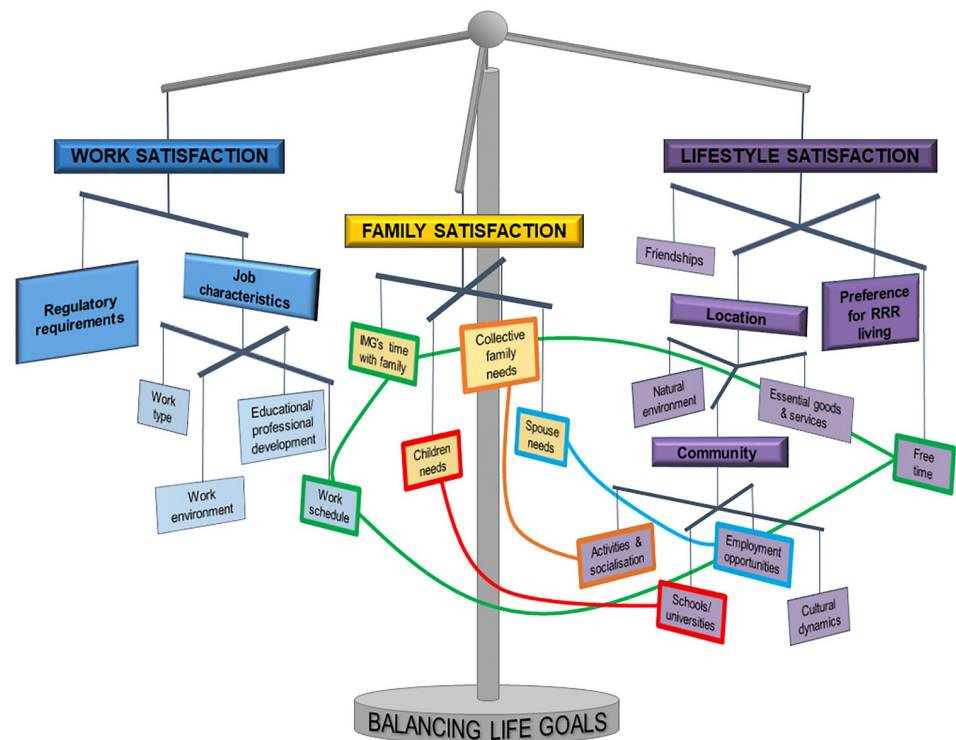 WORK SATISFACTION
LIFESTYLE SATISFACTION
FAMILY SATISFACTION
Regulatory
requirements
Job
characteristics
Work
type
Educational/
professional
development
Work
environment
Work
schedule
IMG's time
with family
Collective
family
needs
Children
needs
Spouse
needs
Friendships
Location
Preference
for RRR
living
Natural
environment
Essential goods
& services
Community
Free
time
Activities &
socialisation
Employment
opportunities
Schools/
universities
Cultural
dynamics
BALANCING LIFE GOALS